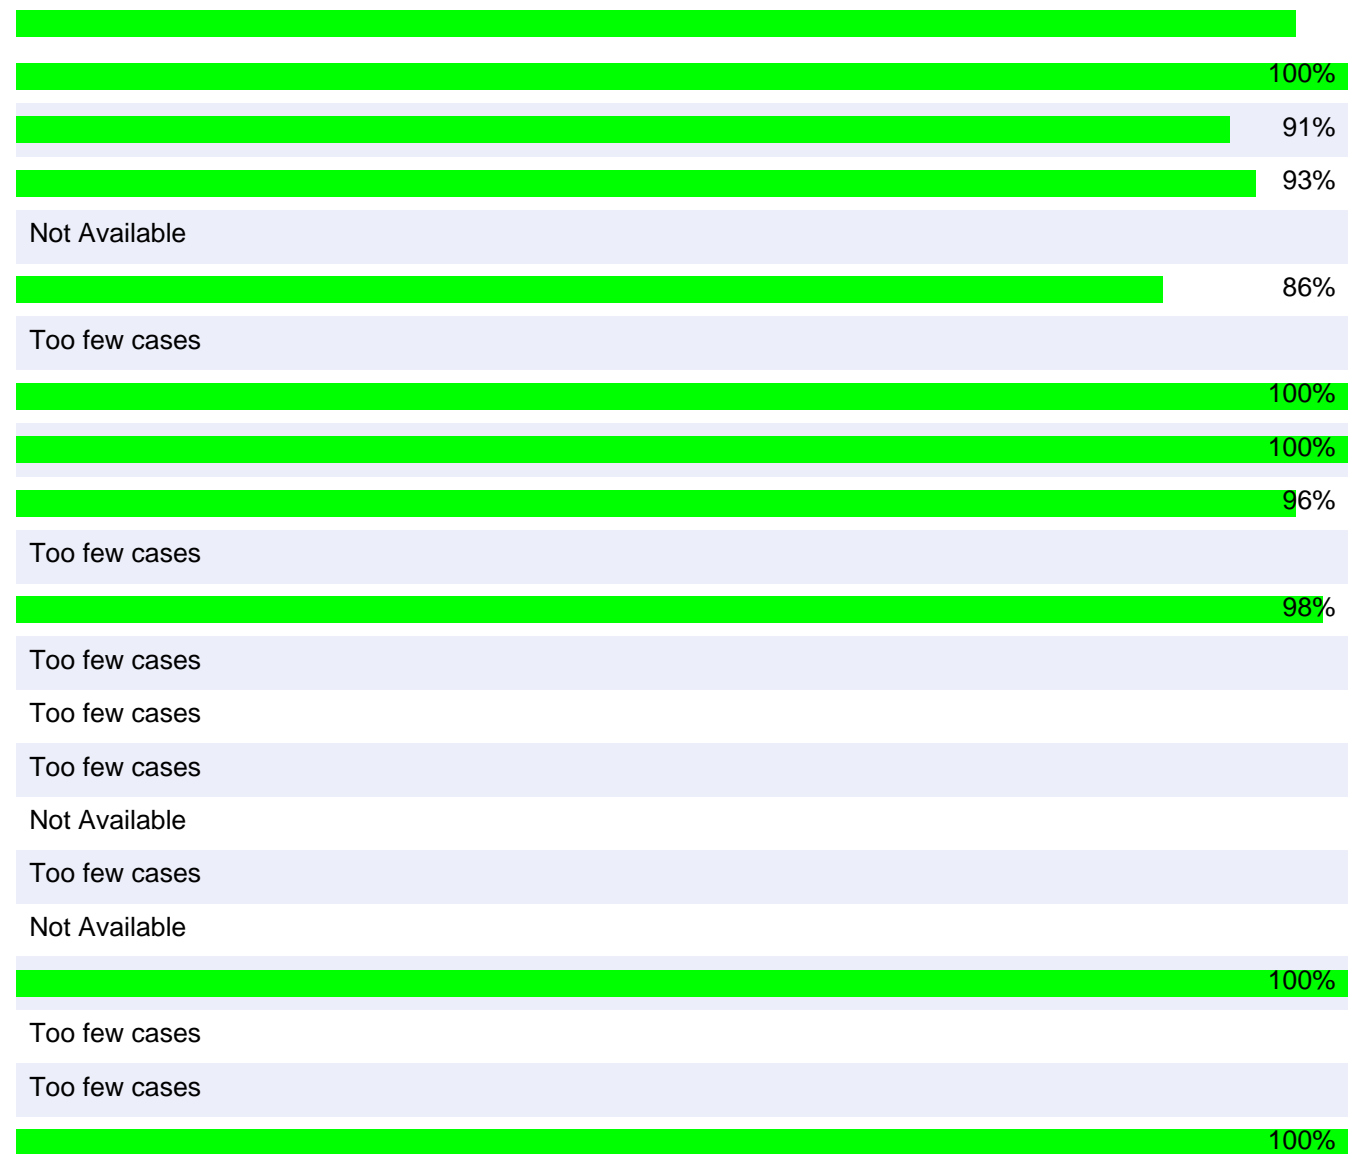 100%
91%
93%
Not Available
86%
Too few cases
100%
100%
96%
Too few cases
98%
Too few cases
Too few cases
Too few cases
Not Available
Too few cases
Not Available
100%
Too few cases
Too few cases
100%